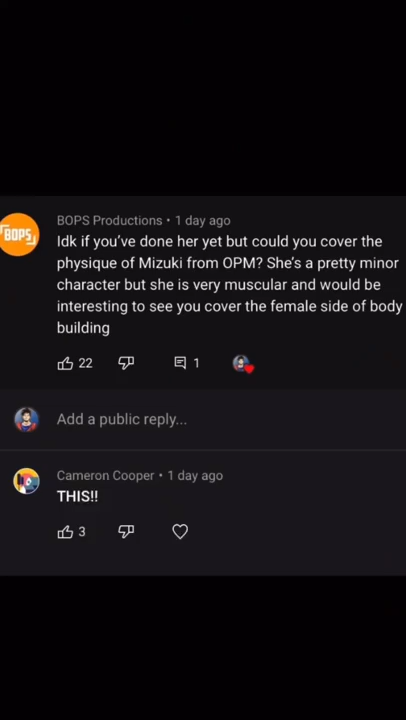 BOPS
BOPS Productions • 1 day ago
Idk if you've done her yet but could you cover the
physique of Mizuki from OPM? She's a pretty minor
character but she is very muscular and would be
interesting to see you cover the female side of body
building
22
1
Add a public reply...
Cameron Cooper • 1 day ago
THIS!!
3